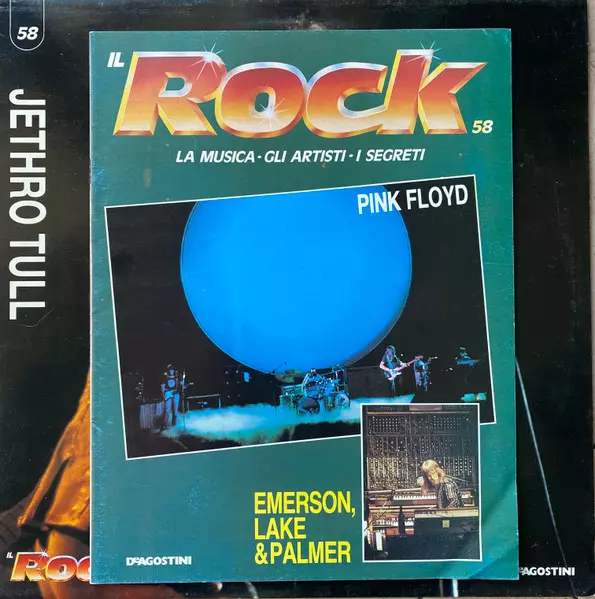 58
JETHRO TULL
IL
ROCK
58
LA MUSICA - GLI ARTISTI - I SEGRETI
PINK FLOYD
EMERSON,
LAKE
&PALMER
DEAGOSTINI
IL
ROC
AGOSTINI